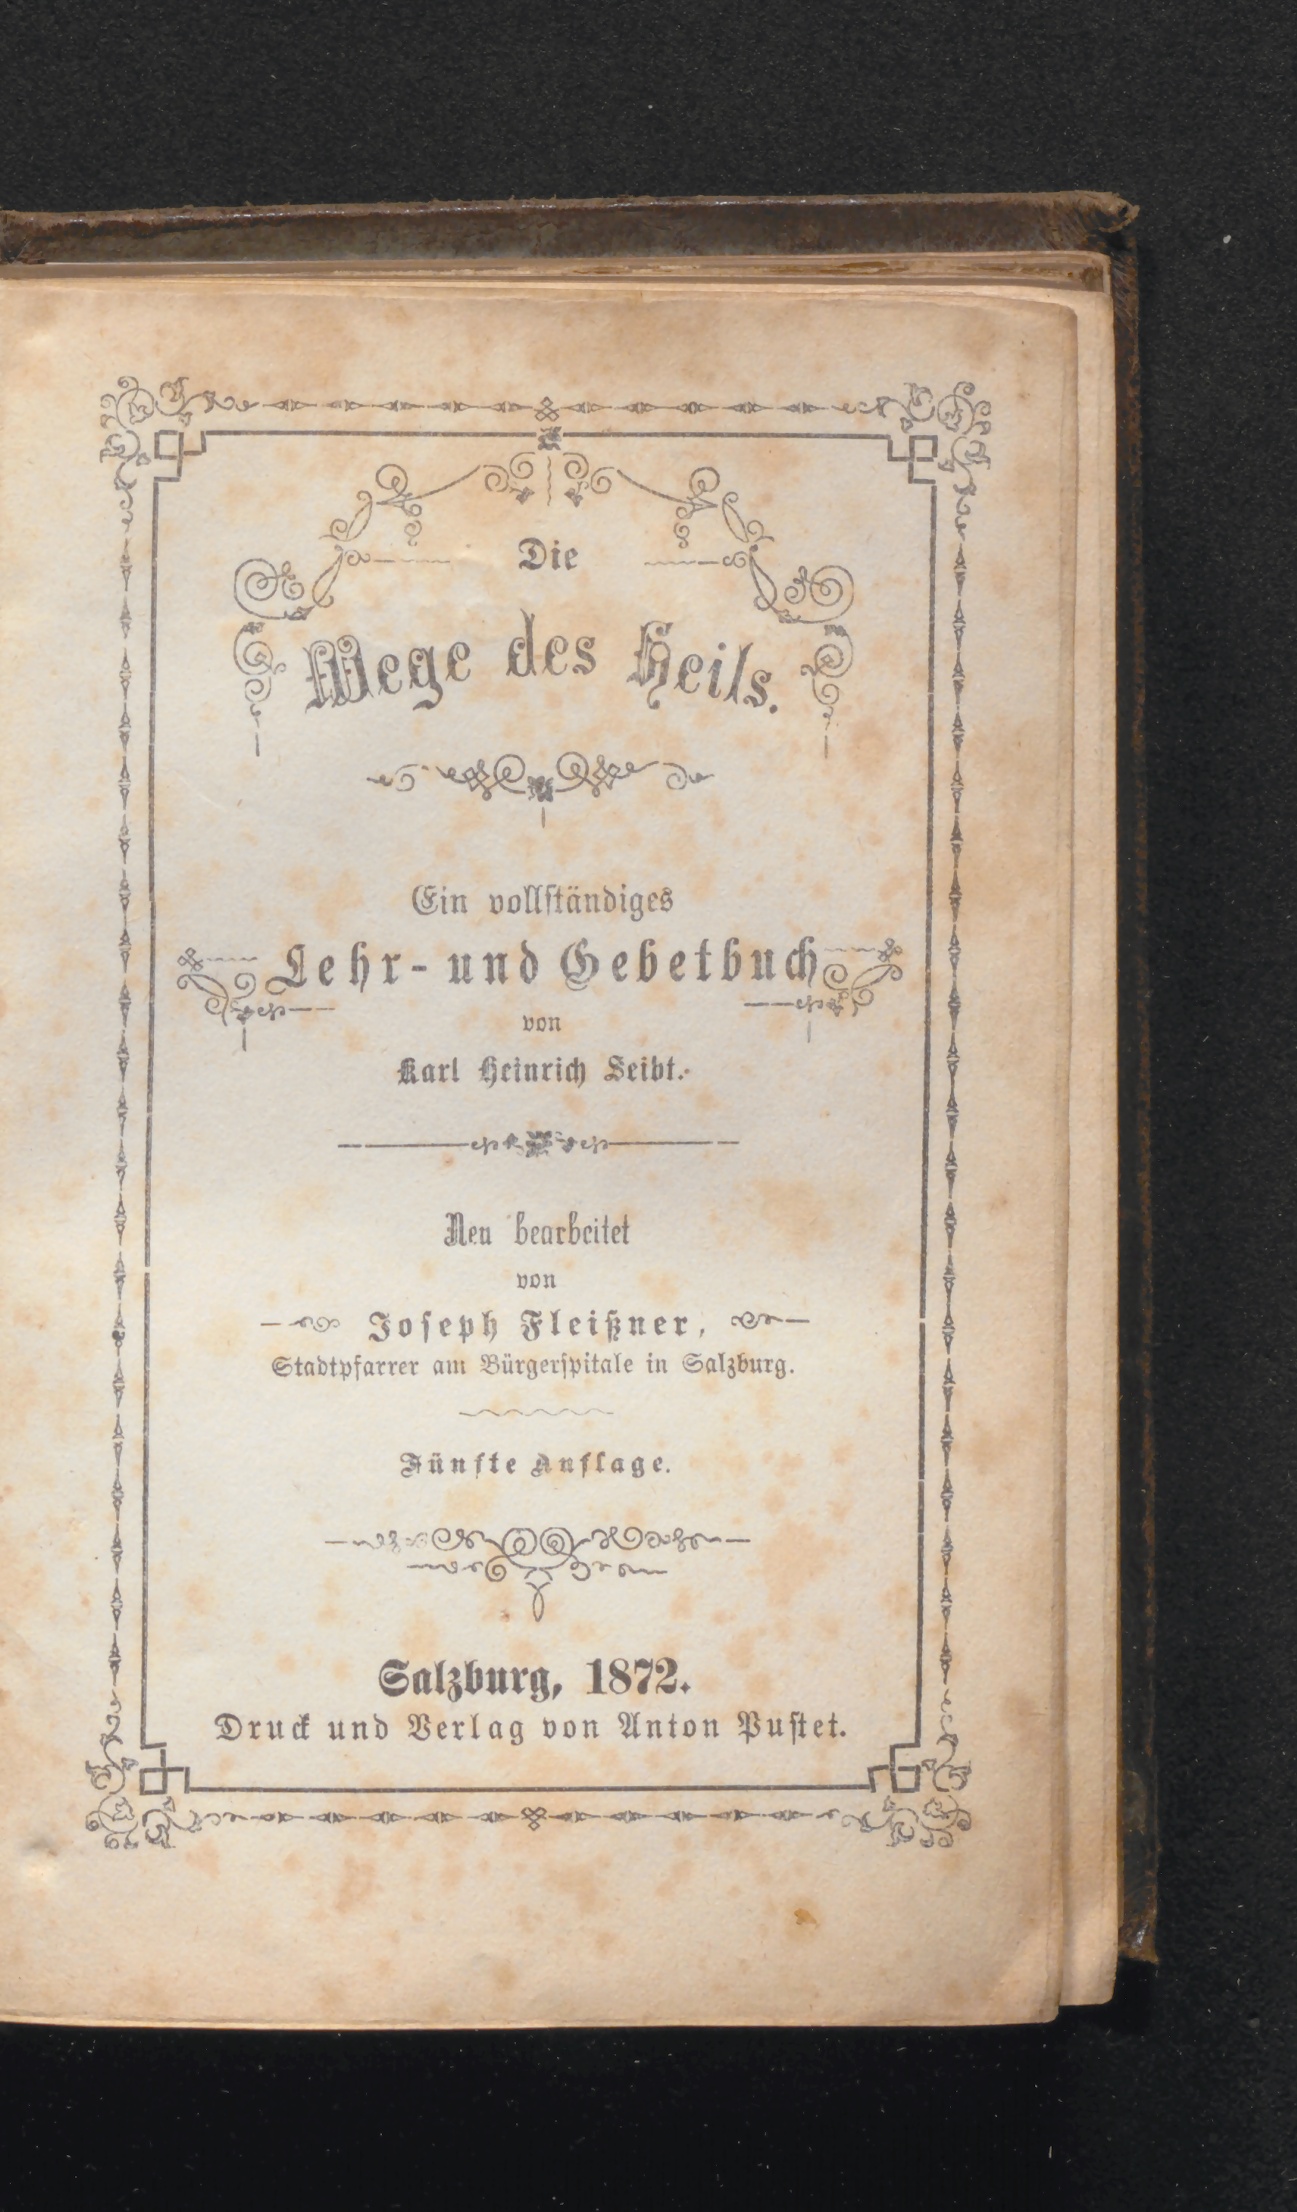 Die
Wege des Heils.
Ein vollständiges
Lehr- und Gebetbuch
von
Karl Heinrich Seibt.
Neu bearbeitet
von
Joseph Fleißner,
Stadtpfarrer am Bürgerspitale in Salzburg.
Fünfte Auflage.
Salzburg, 1872.
Druck und Verlag von Anton Pustet.